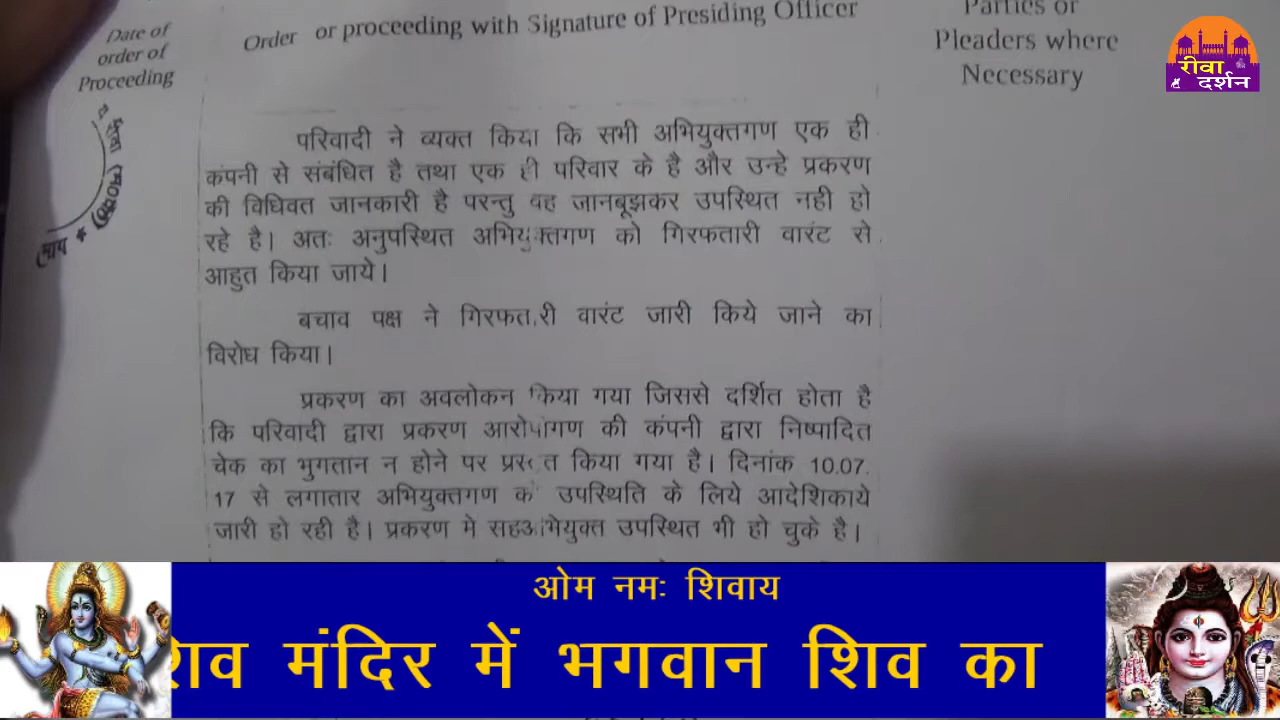 Date of
order of
Proceeding
Order or proceeding with Signature of Presiding Officer
Parties or
Pleaders where
Necessary
रीवा
दर्शन
परिवादी ने व्यक्त किया कि सभी अभियुक्तगण एक ही
कंपनी से संबंधित है तथा एक ही परिवार के है और उन्हे प्रकरण
की विधिवत जानकारी है परन्तु वह जानबूझकर उपस्थित नही हो
रहे है। अतः अनुपस्थित अभियुक्तगण को गिरफतारी वारंट से
आहुत किया जाये।
बचाव पक्ष ने गिरफतारी वारंट जारी किये जाने का
विरोध किया।
प्रकरण का अवलोकन किया गया जिससे दर्शित होता है
कि परिवादी द्वारा प्रकरण आरोपीगण की कंपनी द्वारा निष्पादित
चेक का भुगतान न होने पर प्रस्तुत किया गया है। दिनांक 10.07.
17 से लगातार अभियुक्तगण के उपस्थिति के लिये आदेशिकाये
जारी हो रही है। प्रकरण मे सहअभियुक्त उपस्थित भी हो चुके है।
ओम नमः शिवाय
शिव मंदिर में भगवान शिव का